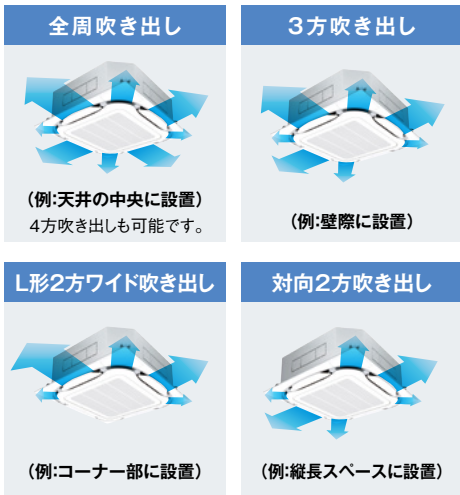 全周吹き出し
(例:天井の中央に設置)
4方吹き出しも可能です。
3方吹き出し
(例:壁際に設置)
L形2方ワイド吹き出し
(例:コーナー部に設置)
対向2方吹き出し
(例:縦長スペースに設置)